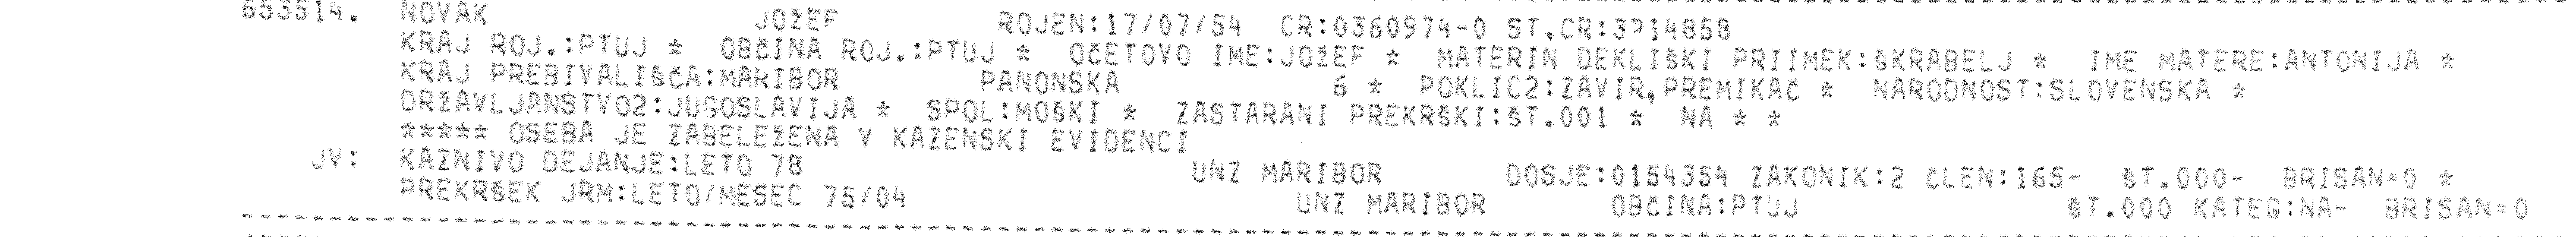 653514. NOVAK JOŽEF ROJEN:17/07/54 CR:0360974-0 ŠT.CR:3914858
KRAJ ROJ.:PTUJ * OBČINA ROJ.:PTUJ * OČETOVO IME:JOŽEF * MATERIN DEKLIŠKI PRIIMEK:ŠKRABELJ * IME MATERE:ANTONIJA *
KRAJ PREBIVALIŠČA:MARIBOR PANONSKA 6 * POKLIC2:ZAVIR,PREMIKAČ * NARODNOST:SLOVENSKA *
DRŽAVLJANSTVO2:JUGOSLAVIJA * SPOL:MOŠKI * ZASTARANI PREKRŠKI:ŠT.001 * NA * *
***** OSEBA JE ZABELEŽENA V KAZENSKI EVIDENCI
JV: KAZNIVO DEJANJE:LETO 78 UNZ MARIBOR DOSJE:0154354 ZAKONIK:2 ČLEN:165- ŠT.000- BRISAN=0 *
PREKRŠEK JRM:LETO/MESEC 75/04 UNZ MARIBOR OBČINA:PTUJ ŠT.000 KATEG:NA- BRISAN=0